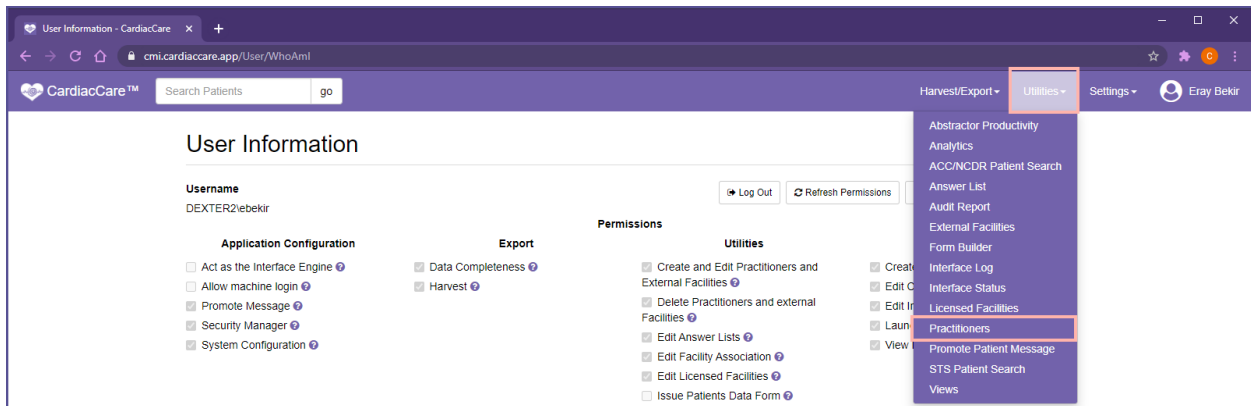 User Information - CardiacCare
cmi.cardiaccare.app/User/WhoAmI
CardiacCare™ Search Patients go Harvest/Export Utilities Settings Eray Bekir
User Information
Username
DEXTER2\ebekir
Log Out Refresh Permissions
Permissions
Application Configuration
Act as the Interface Engine
Allow machine login
Promote Message
Security Manager
System Configuration
Export
Data Completeness
Harvest
Utilities
Create and Edit Practitioners and
External Facilities
Delete Practitioners and external
Facilities
Edit Answer Lists
Edit Facility Association
Edit Licensed Facilities
Issue Patients Data Form
Abstractor Productivity
Analytics
ACC/NCDR Patient Search
Answer List
Audit Report
External Facilities
Form Builder
Interface Log
Interface Status
Licensed Facilities
Practitioners
Promote Patient Message
STS Patient Search
Views